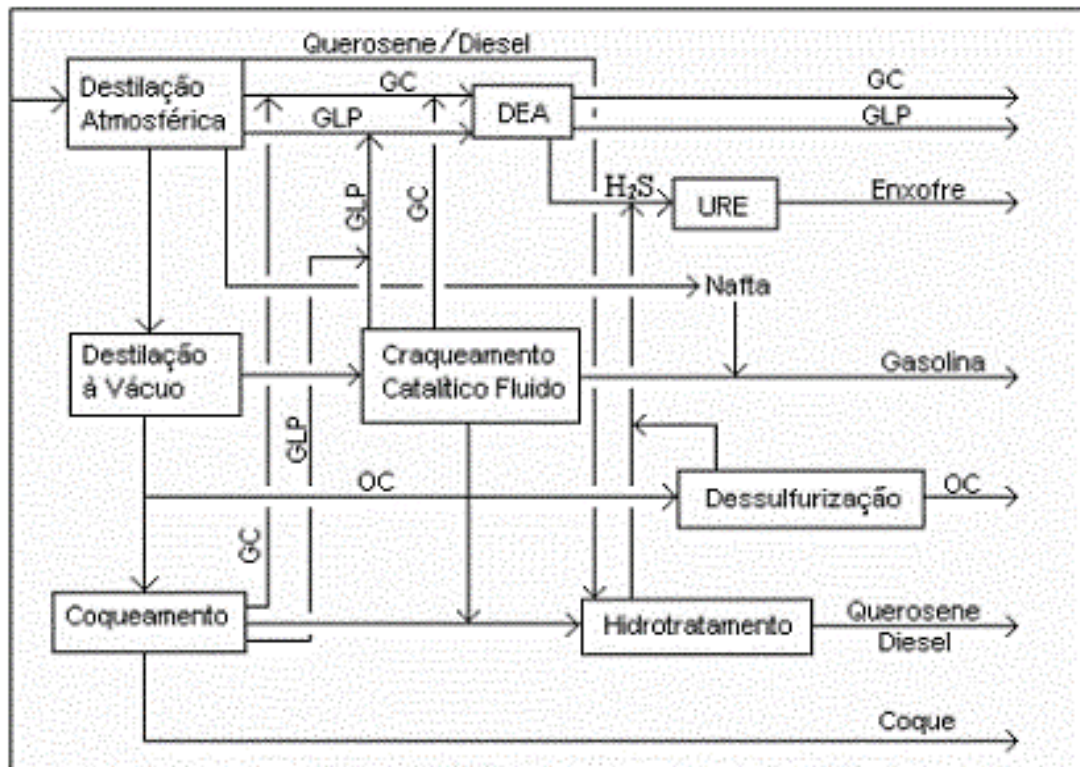 Querosene/Diesel
Destilação
Atmosférica
GC
GLP
DEA
GC
GLP
GLP
GC
H₂S
URE
Enxofre
Nafta
Destilação
à Vácuo
Craqueamento
Catalítico Fluido
Gasolina
GLP
OC
Dessulfurização
OC
GC
Coqueamento
Hidrotratamento
Querosene
Diesel
Coque